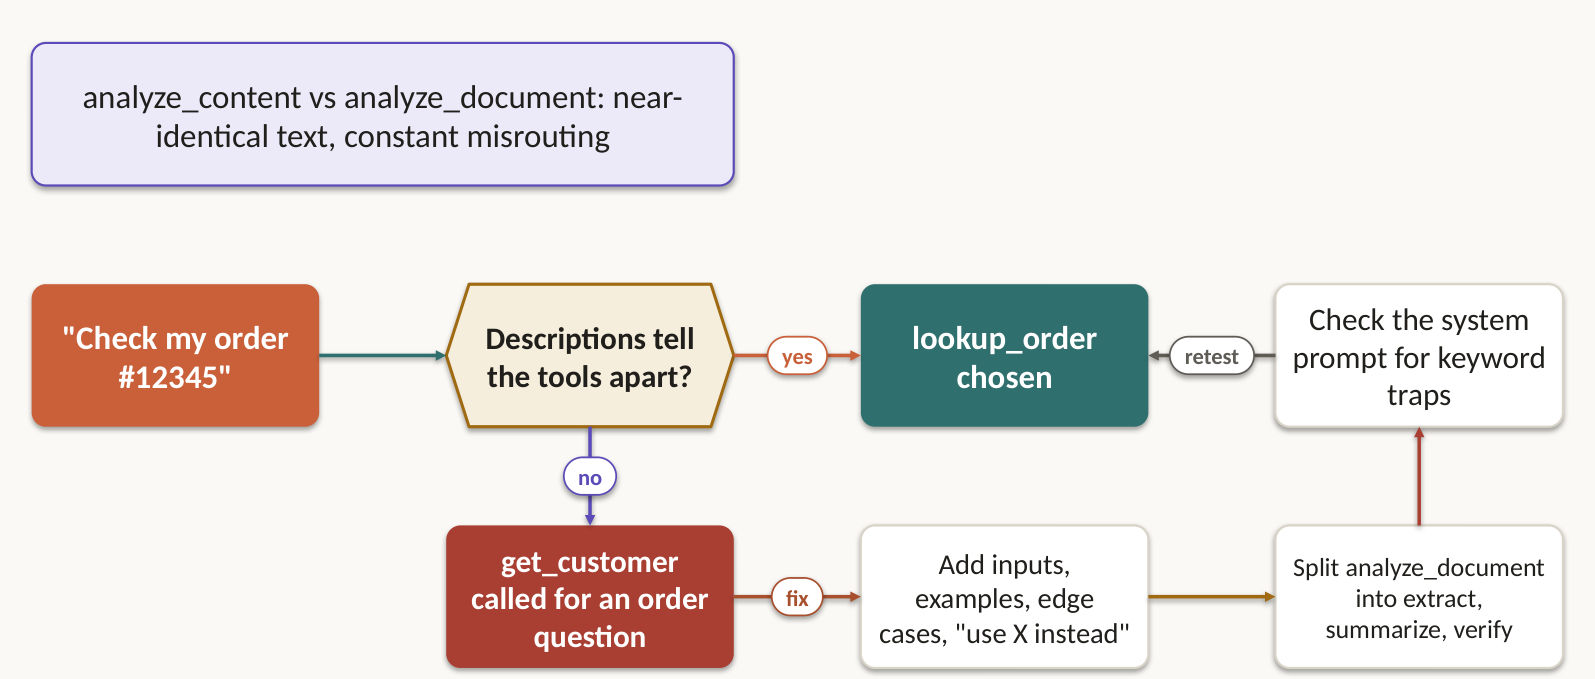 analyze_content vs analyze_document: near-
identical text, constant misrouting
"Check my order
#12345"
Descriptions tell
the tools apart?
yes
lookup_order
chosen
retest
Check the system
prompt for keyword
traps
no
get_customer
called for an order
question
fix
Add inputs,
examples, edge
cases, "use X instead"
Split analyze_document
into extract,
summarize, verify